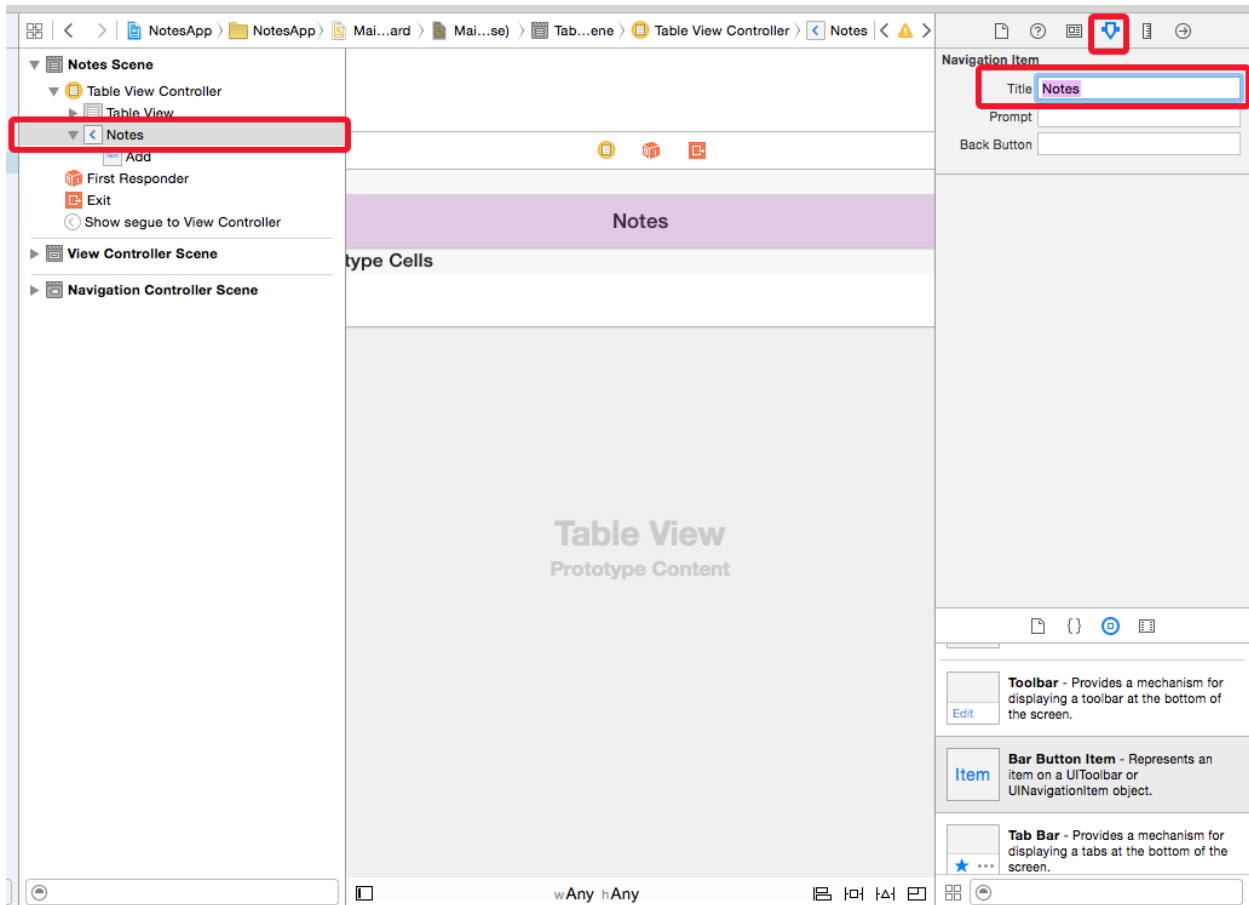 NotesApp NotesApp Mai...ard Mai...se) Tab...ene Table View Controller Notes
Notes Scene
Table View Controller
Table View
Notes
Add
First Responder
Exit
Show segue to View Controller
View Controller Scene
Navigation Controller Scene
Notes
type Cells
Table View
Prototype Content
wAny hAny
Navigation Item
Title Notes
Prompt
Back Button
Edit
Toolbar - Provides a mechanism for
displaying a toolbar at the bottom of
the screen.
Item
Bar Button Item - Represents an
item on a UIToolbar or
UINavigationItem object.
Tab Bar - Provides a mechanism for
displaying a tabs at the bottom of the
screen.